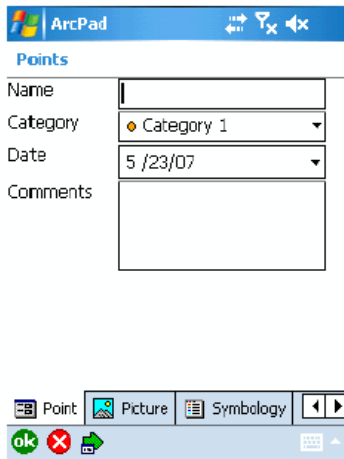 ArcPad
Points
Name
Category Category 1
Date 5 /23/07
Comments
Point Picture Symbology
ok